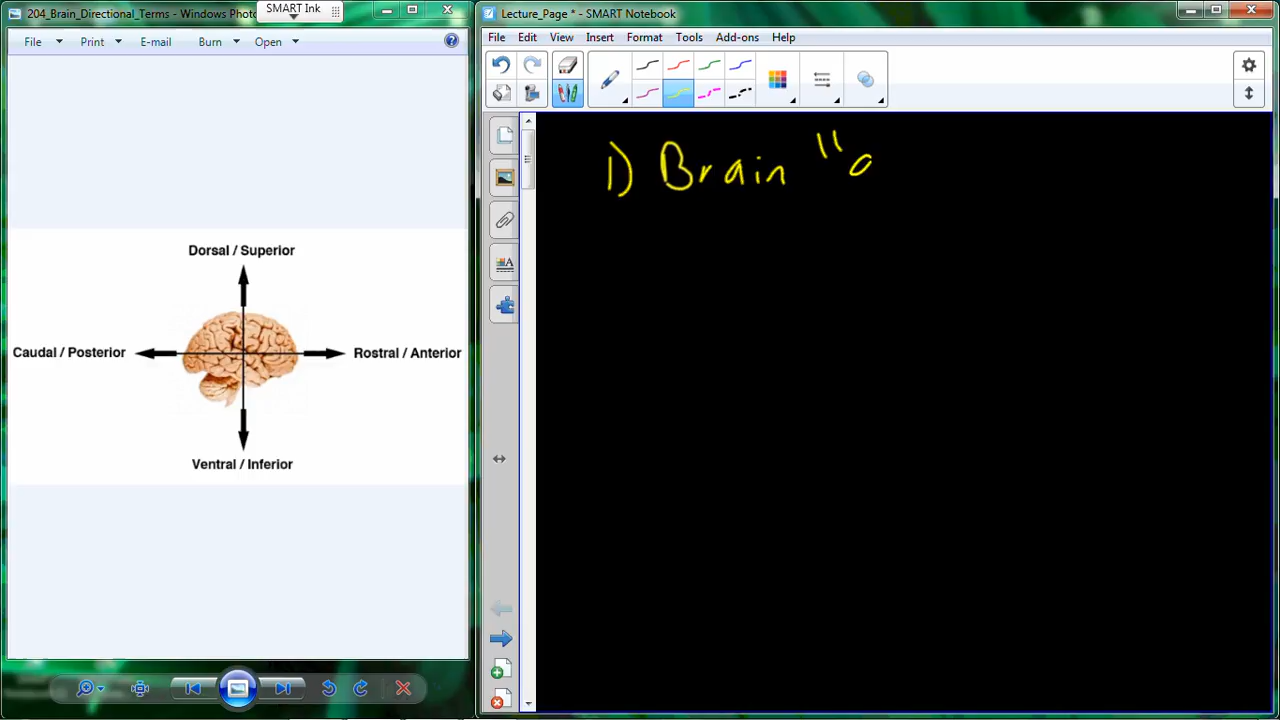 204_Brain_Directional_Terms - Windows Photo
SMART Ink
File Print E-mail Burn Open
Dorsal / Superior
Caudal / Posterior
Rostral / Anterior
Ventral / Inferior
Lecture_Page * - SMART Notebook
File Edit View Insert Format Tools Add-ons Help
1) Brain "a